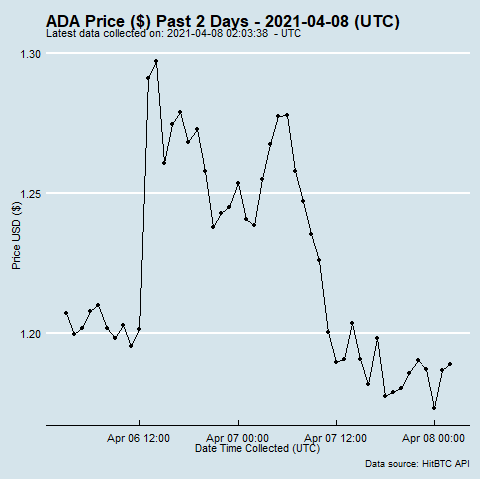 ADA Price ($) Past 2 Days - 2021-04-08 (UTC)
Latest data collected on: 2021-04-08 02:03:38  - UTC
1.30
1.25
1.20
Price USD ($)
Apr 06 12:00 Apr 07 00:00 Apr 07 12:00 Apr 08 00:00
Date Time Collected (UTC)
Data source: HitBTC API